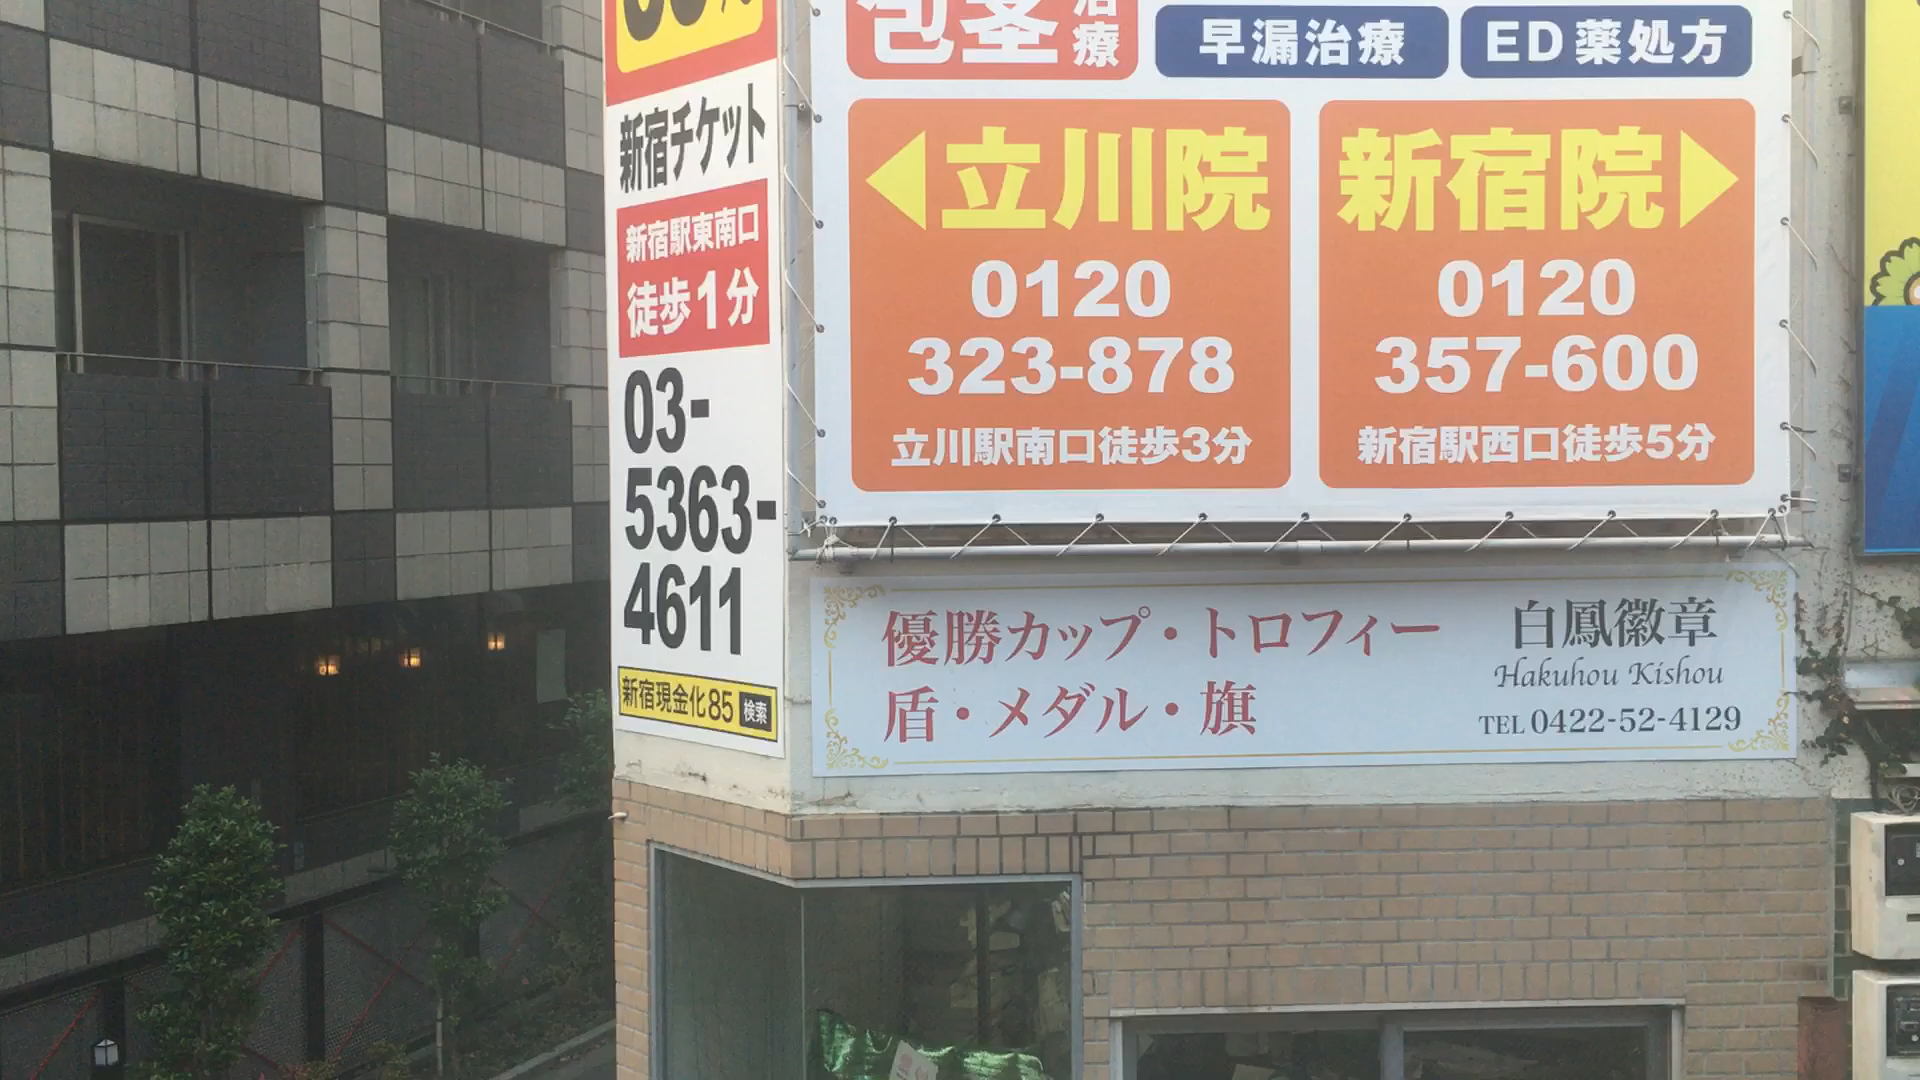 新宿チケット
新宿駅東南口
徒歩1分
03-
5363-
4611
新宿現金化85 検索
包茎治療
早漏治療
ED薬処方
立川院
0120
323-878
立川駅南口徒歩3分
新宿院
0120
357-600
新宿駅西口徒歩5分
優勝カップ・トロフィー
盾・メダル・旗
白鳳徽章
Hakuhou Kishou
TEL 0422-52-4129